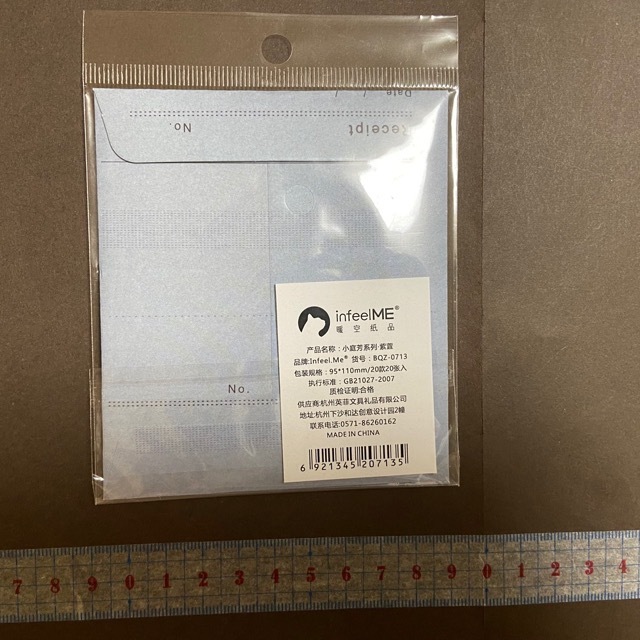 Date / /
Receipt No.
No.
infeelME®
暖空纸品
产品名称：小庭芳系列·紫萱
品牌:Infeel.Me® 货号：BQZ-0713
包装规格：95*110mm/20款20张入
执行标准：GB21027-2007
质检证明:合格
供应商:杭州英菲文具礼品有限公司
地址:杭州下沙和达创意设计园2幢
联系电话:0571-86260162
MADE IN CHINA
6 921345 207135
7 8 9 0 1 2 3 4 5 6 7 8 9 0 1 2 3 4